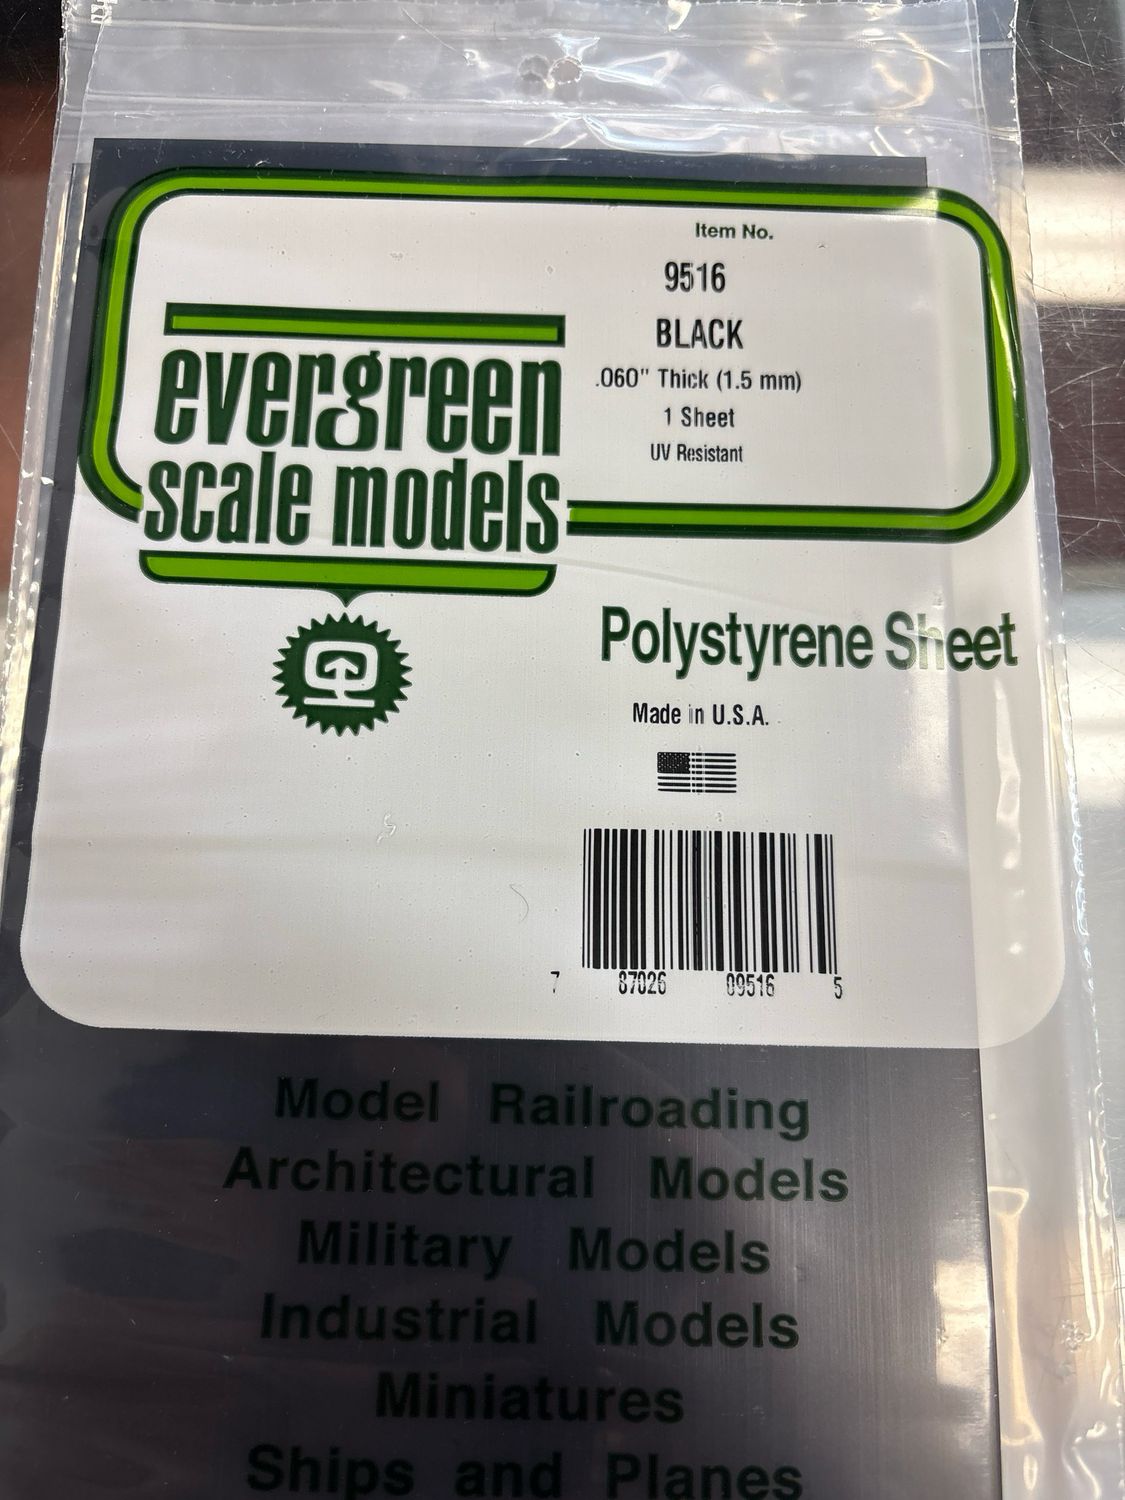 Item No.
9516
BLACK
.060" Thick (1.5 mm)
1 Sheet
UV Resistant
evergreen
scale models
Polystyrene Sheet
Made in U.S.A.
7 87026 09516 5
Model Railroading
Architectural Models
Military Models
Industrial Models
Miniatures
Ships and Planes